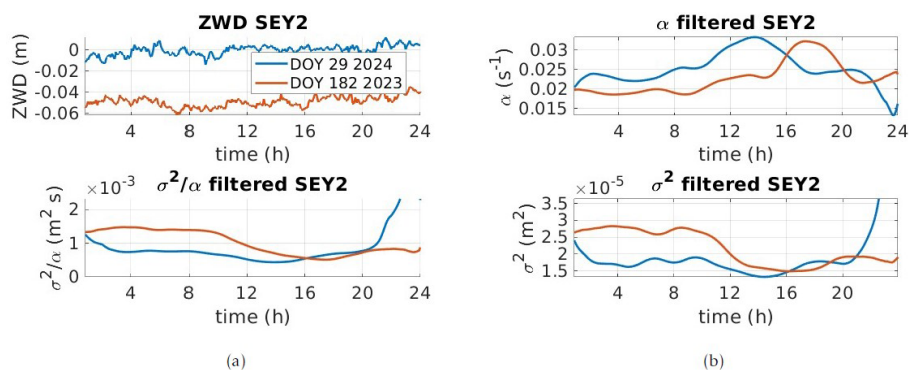 ZWD SEY2
ZWD (m)
0
-0.02
-0.04
-0.06
DOY 29 2024
DOY 182 2023
4 8 12 16 20 24
time (h)
σ²/α filtered SEY2
×10⁻³
σ²/α (m² s)
2
1
0
4 8 12 16 20 24
time (h)
(a)
α filtered SEY2
α (s⁻¹)
0.03
0.025
0.02
0.015
4 8 12 16 20 24
time (h)
σ² filtered SEY2
×10⁻⁵
σ² (m²)
3.5
3
2.5
2
1.5
4 8 12 16 20
time (h)
(b)